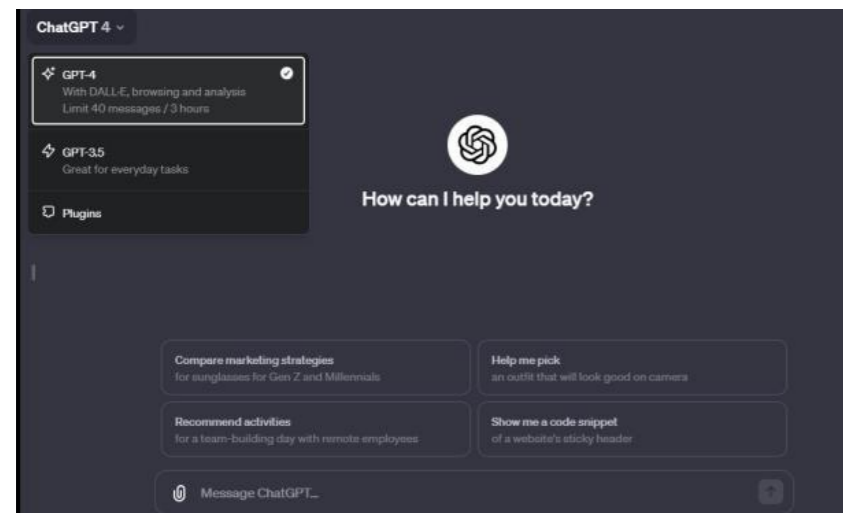 ChatGPT 4
GPT-4
With DALL-E, browsing and analysis
Limit 40 messages / 3 hours
GPT-3.5
Great for everyday tasks
Plugins
How can I help you today?
Compare marketing strategies
for sunglasses for Gen Z and Millennials
Help me pick
an outfit that will look good on camera
Recommend activities
for a team-building day with remote employees
Show me a code snippet
of a website's sticky header
Message ChatGPT...